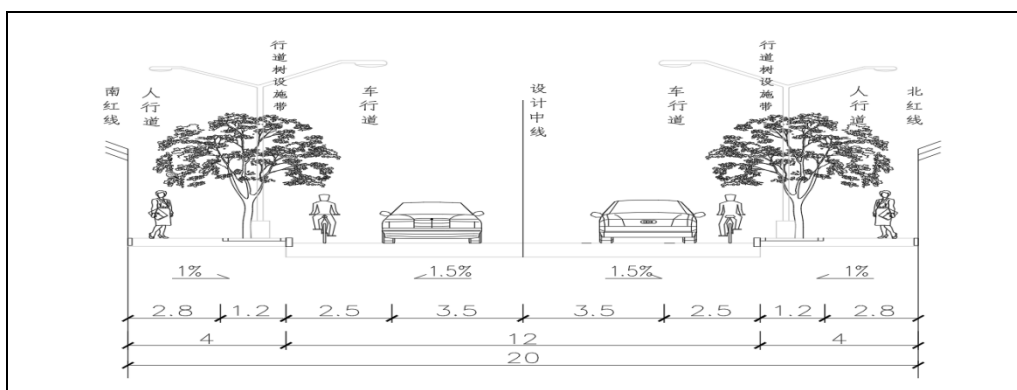 南红线
人行道
行道树设施带
车行道
设计中线
车行道
行道树设施带
人行道
北红线
1%
1.5%
1.5%
1%
2.8
1.2
2.5
3.5
3.5
2.5
1.2
2.8
4
12
4
20